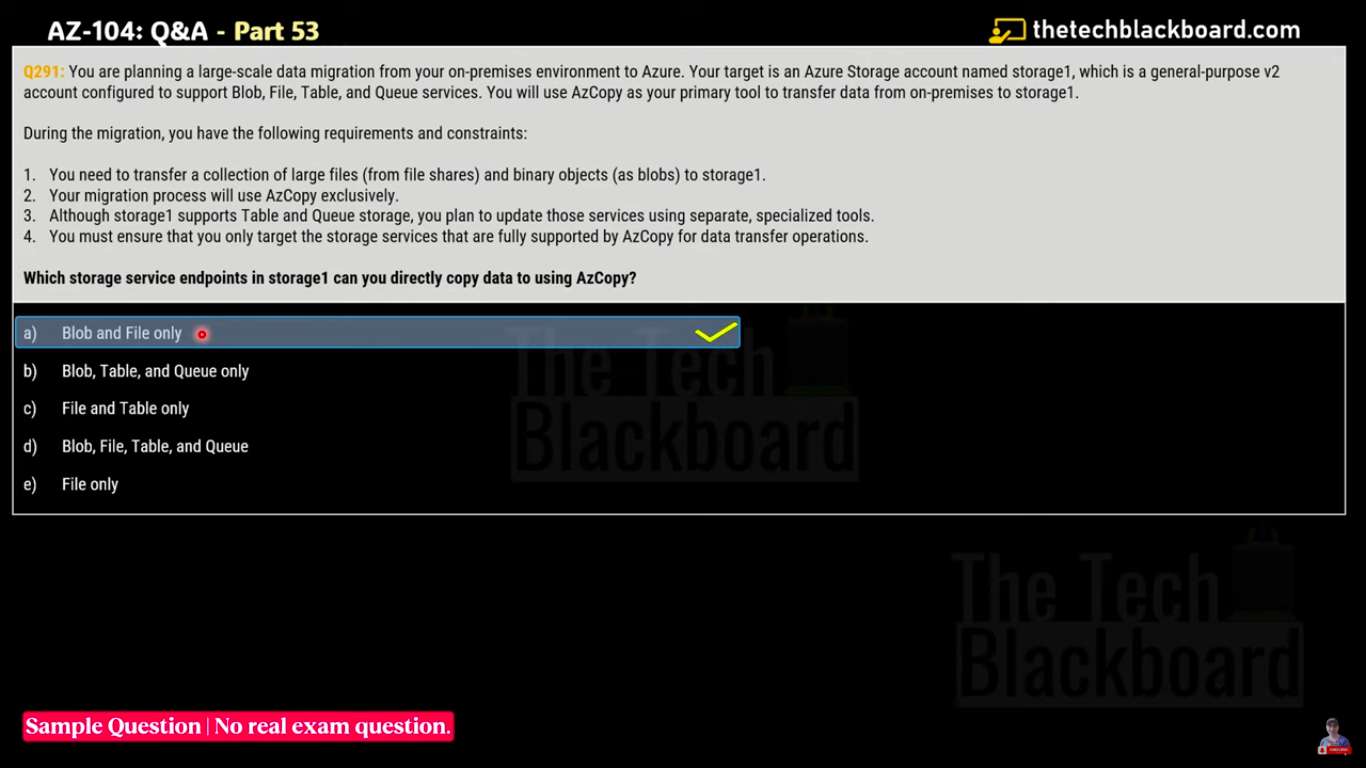 AZ-104: Q&A - Part 53
thetechblackboard.com
Q291: You are planning a large-scale data migration from your on-premises environment to Azure. Your target is an Azure Storage account named storage1, which is a general-purpose v2
account configured to support Blob, File, Table, and Queue services. You will use AzCopy as your primary tool to transfer data from on-premises to storage1.
During the migration, you have the following requirements and constraints:
1. You need to transfer a collection of large files (from file shares) and binary objects (as blobs) to storage1.
2. Your migration process will use AzCopy exclusively.
3. Although storage1 supports Table and Queue storage, you plan to update those services using separate, specialized tools.
4. You must ensure that you only target the storage services that are fully supported by AzCopy for data transfer operations.
Which storage service endpoints in storage1 can you directly copy data to using AzCopy?
a) Blob and File only
b) Blob, Table, and Queue only
c) File and Table only
d) Blob, File, Table, and Queue
e) File only
The Tech
Blackboard
The Tech
Blackboard
Sample Question | No real exam question.